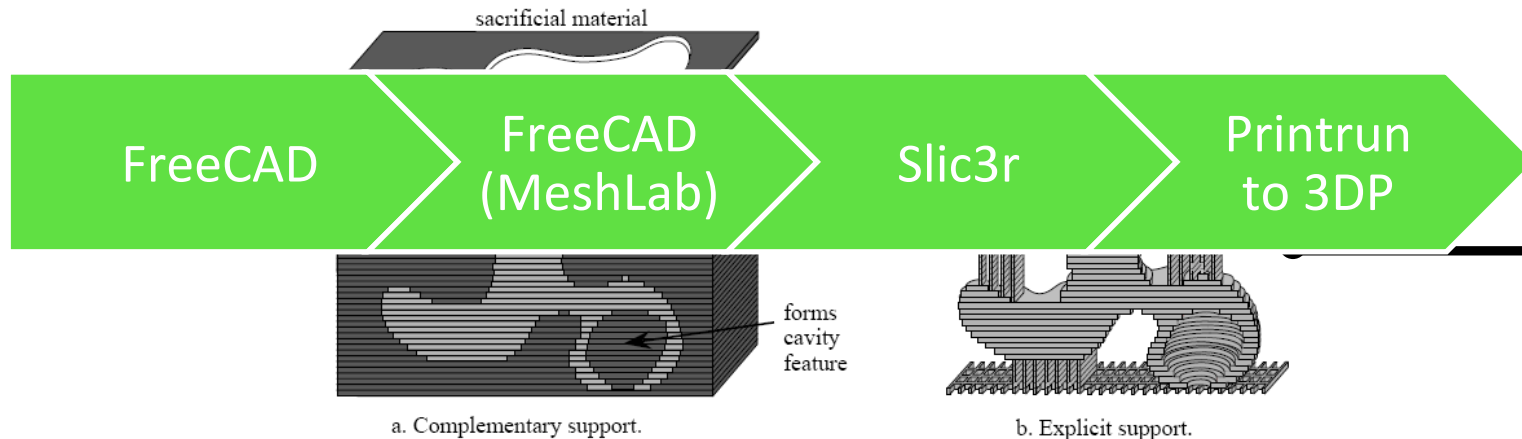 sacrificial material
FreeCAD
FreeCAD
(MeshLab)
Slic3r
Printrun
to 3DP
forms
cavity
feature
a. Complementary support.
b. Explicit support.